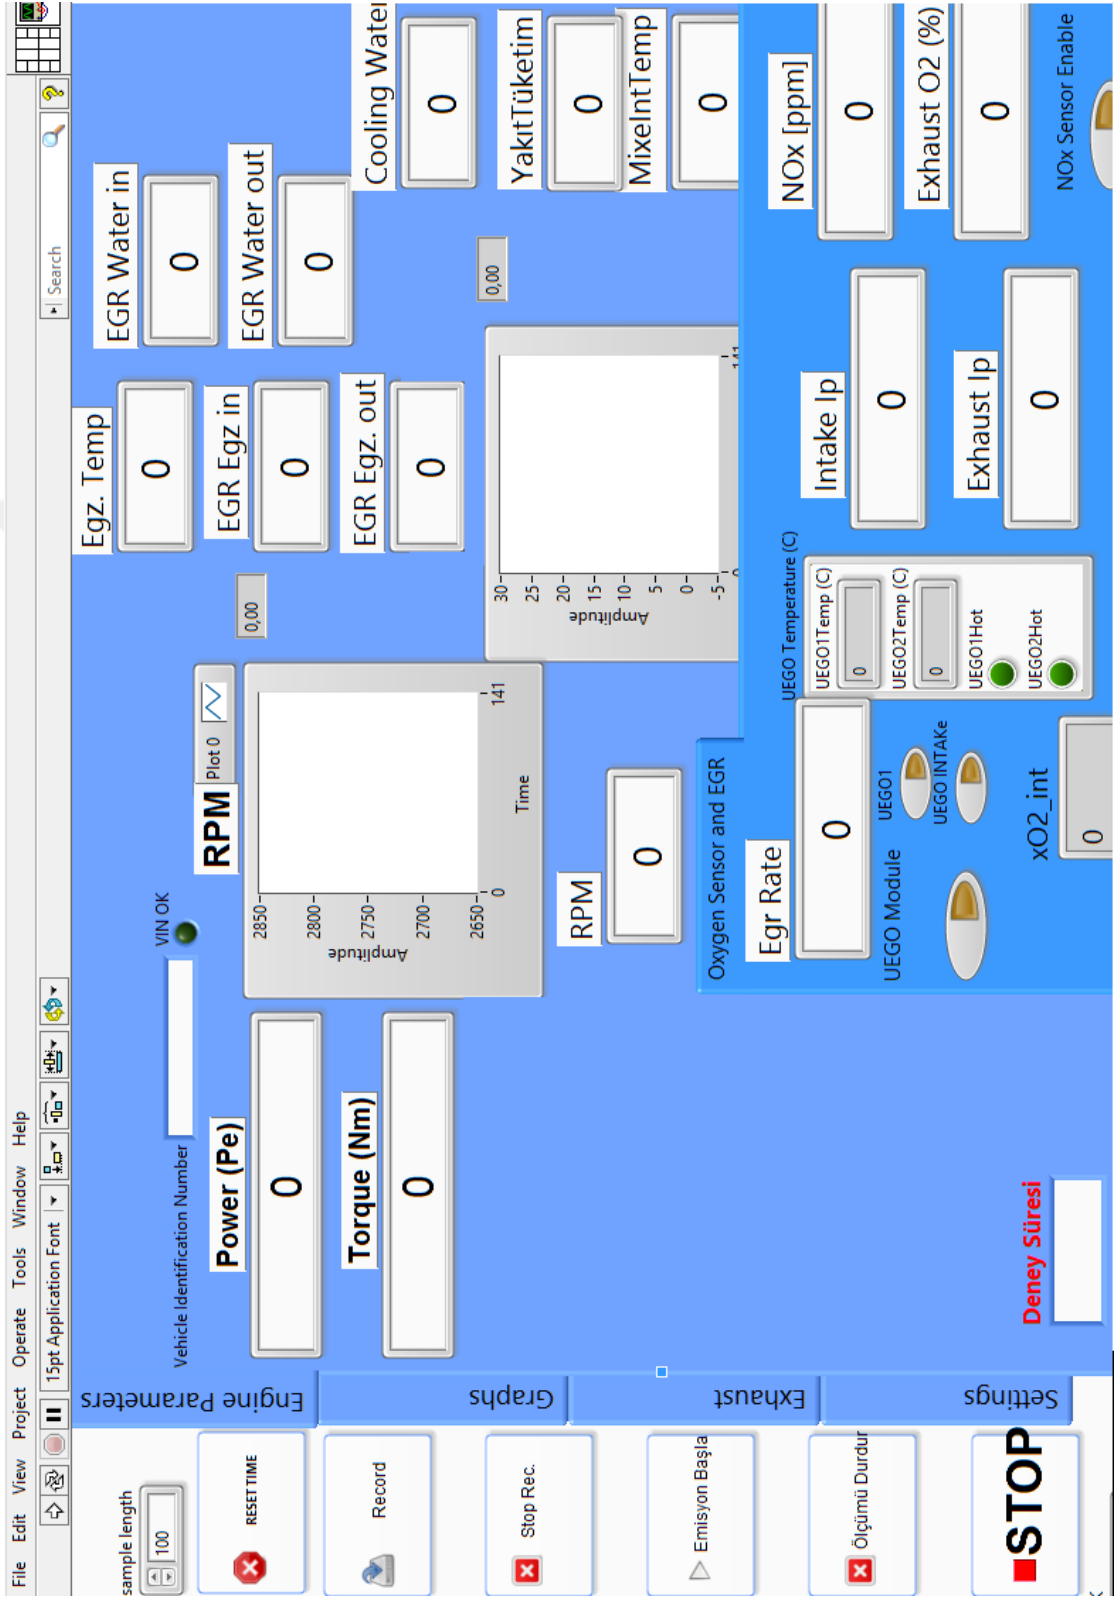 File Edit View Project Operate Tools Window Help
15pt Application Font
Search
sample length
100
RESET TIME
Record
Stop Rec.
Emisyon Başla
Ölçümü Durdur
STOP
Engine Parameters
Graphs
Exhaust
Settings
Vehicle Identification Number
VIN OK
Power (Pe)
0
Torque (Nm)
0
Deney Süresi
RPM
Plot 0
0,00
2850
2800
2750
2700
2650
Amplitude
0
141
Time
RPM
0
Egz. Temp
0
EGR Egz in
0
EGR Egz. out
0
EGR Water in
0
EGR Water out
0
Cooling Water
0
YakıtTüketim
0
MixeIntTemp
0
0,00
30
25
20
15
10
5
0
-5
Amplitude
0
141
Oxygen Sensor and EGR
Egr Rate
0
UEGO Module
UEGO1
UEGO INTAKe
xO2_int
0
UEGO Temperature (C)
UEGO1Temp (C)
0
UEGO2Temp (C)
0
UEGO1Hot
UEGO2Hot
Intake Ip
0
Exhaust Ip
0
NOx [ppm]
0
Exhaust O2 (%)
0
NOx Sensor Enable